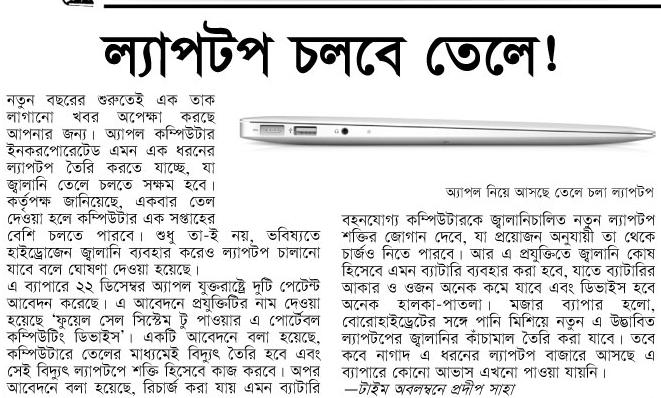 ল্যাপটপ চলবে তেলে!
নতুন বছরের শুরুতেই এক তাক
লাগানো খবর অপেক্ষা করছে
আপনার জন্য। অ্যাপল কম্পিউটার
ইনকরপোরেটেড এমন এক ধরনের
ল্যাপটপ তৈরি করতে যাচ্ছে, যা
জ্বালানি তেলে চলতে সক্ষম হবে।
কর্তৃপক্ষ জানিয়েছে, একবার তেল
দেওয়া হলে কম্পিউটার এক সপ্তাহের
বেশি চলতে পারবে। শুধু তা-ই নয়, ভবিষ্যতে
হাইড্রোজেন জ্বালানি ব্যবহার করেও ল্যাপটপ চালানো
যাবে বলে ঘোষণা দেওয়া হয়েছে।
এ ব্যাপারে ২২ ডিসেম্বর অ্যাপল যুক্তরাষ্ট্রে দুটি পেটেন্ট
আবেদন করেছে। এ আবেদনে প্রযুক্তিটির নাম দেওয়া
হয়েছে ‘ফুয়েল সেল সিস্টেম টু পাওয়ার এ পোর্টেবল
কম্পিউটিং ডিভাইস’। একটি আবেদনে বলা হয়েছে,
কম্পিউটারে তেলের মাধ্যমেই বিদ্যুৎ তৈরি হবে এবং
সেই বিদ্যুৎ ল্যাপটপে শক্তি হিসেবে কাজ করবে। অপর
আবেদনে বলা হয়েছে, রিচার্জ করা যায় এমন ব্যাটারি
অ্যাপল নিয়ে আসছে তেলে চলা ল্যাপটপ
বহনযোগ্য কম্পিউটারকে জ্বালানিচালিত নতুন ল্যাপটপ
শক্তির জোগান দেবে, যা প্রয়োজন অনুযায়ী তা থেকে
চার্জও নিতে পারবে। আর এ প্রযুক্তিতে জ্বালানি কোষ
হিসেবে এমন ব্যাটারি ব্যবহার করা হবে, যাতে ব্যাটারির
আকার ও ওজন অনেক কমে যাবে এবং ডিভাইস হবে
অনেক হালকা-পাতলা। মজার ব্যাপার হলো,
বোরোহাইড্রেটের সঙ্গে পানি মিশিয়ে নতুন এ উদ্ভাবিত
ল্যাপটপের জ্বালানির কাঁচামাল তৈরি করা যাবে। তবে
কবে নাগাদ এ ধরনের ল্যাপটপ বাজারে আসছে এ
ব্যাপারে কোনো আভাস এখনো পাওয়া যায়নি।
—টাইম অবলম্বনে প্রদীপ সাহা